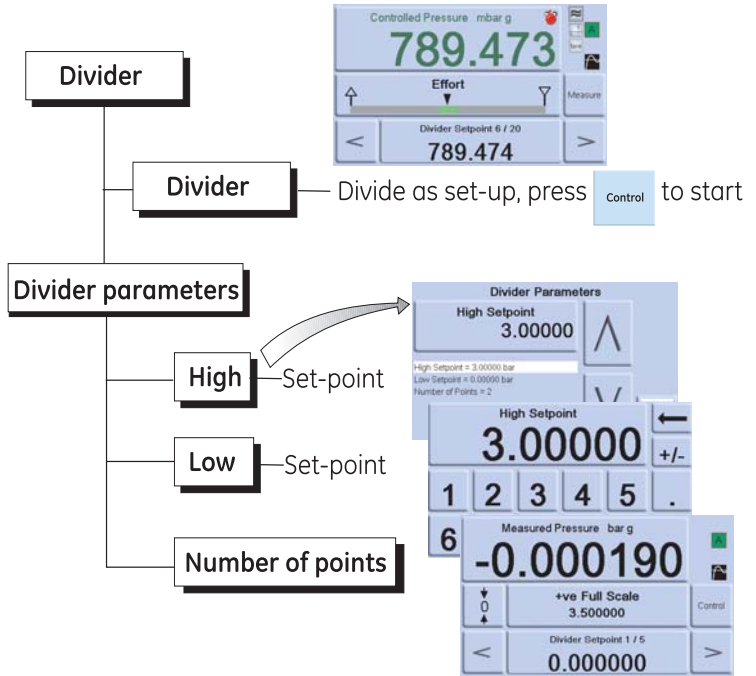 Controlled Pressure mbar g
789.473
A
Effort
Measure
Divider Setpoint 6 / 20
< 789.474 >
Divider
Divider
Divide as set-up, press Control to start
Divider parameters
High
Set-point
Low
Set-point
Number of points
Divider Parameters
High Setpoint
3.00000
High Setpoint = 3.00000 bar
Low Setpoint = 0.00000 bar
Number of Points = 2
High Setpoint
3.00000
+/-
1 2 3 4 5 .
6
Measured Pressure bar g
-0.000190
A
0
+ve Full Scale
3.500000
Control
Divider Setpoint 1 / 5
< 0.000000 >